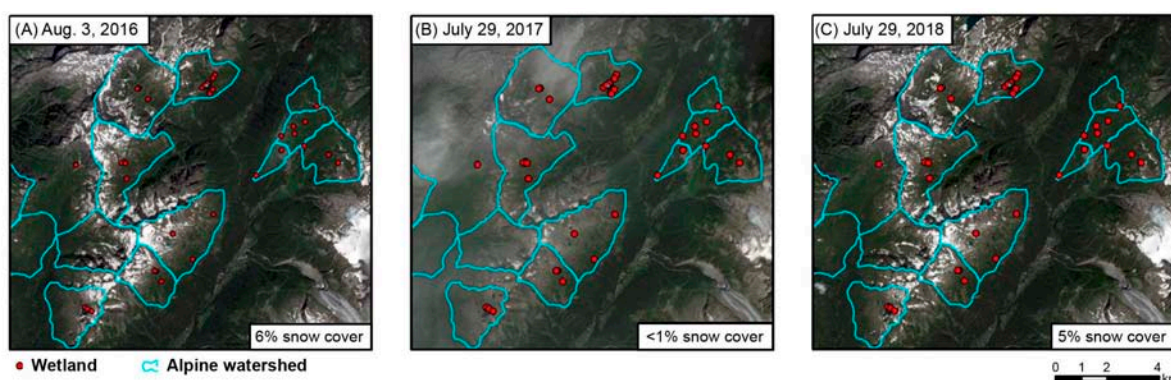 (A) Aug. 3, 2016
(B) July 29, 2017
(C) July 29, 2018
6% snow cover
<1% snow cover
5% snow cover
Wetland
Alpine watershed
0 1 2 4
km